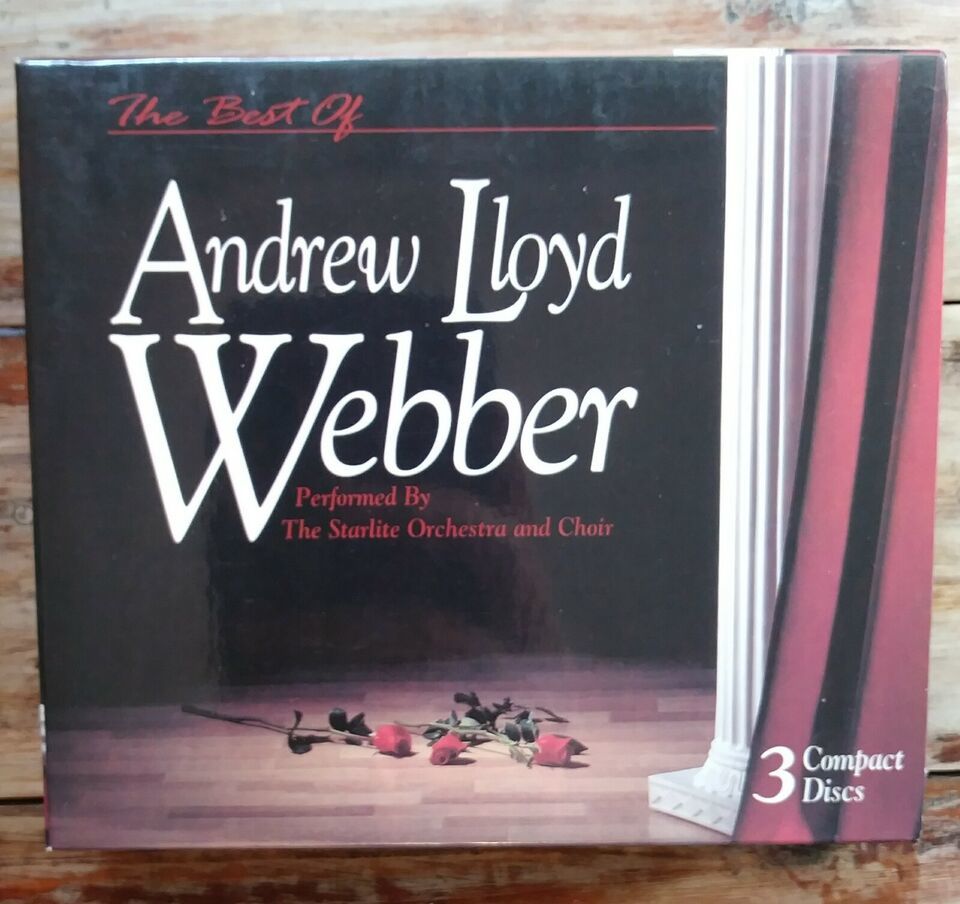 The Best Of
Andrew Lloyd
Webber
Performed By
The Starlite Orchestra and Choir
3 Compact
Discs